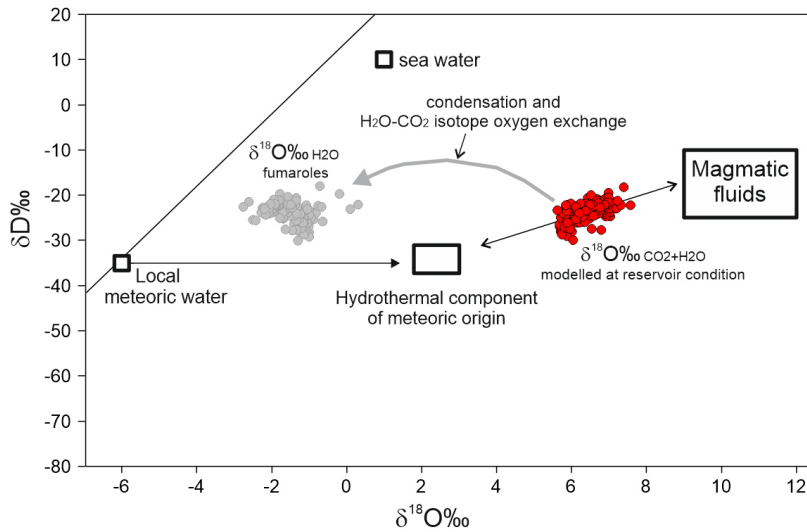 20
10
0
-10
-20
-30
-40
-50
-60
-70
-80
δD‰
sea water
condensation and
H2O-CO2 isotope oxygen exchange
δ18O‰ H2O
fumaroles
Magmatic
fluids
δ18O‰ CO2+H2O
modelled at reservoir condition
Local
meteoric water
Hydrothermal component
of meteoric origin
-6 -4 -2 0 2 4 6 8 10 12
δ18O‰